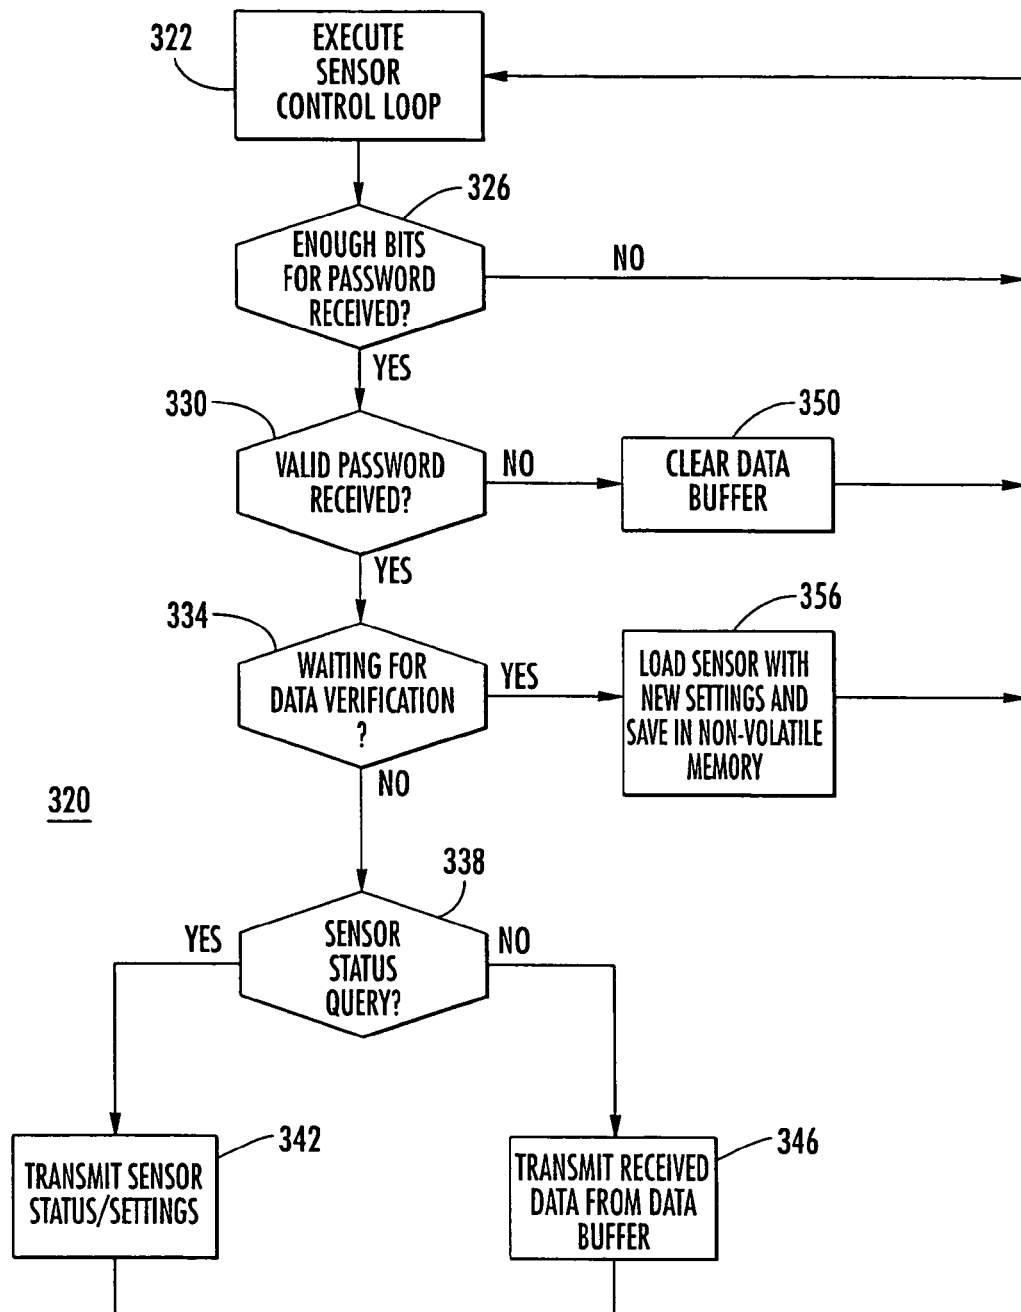 322
EXECUTE
SENSOR
CONTROL LOOP
326
ENOUGH BITS
FOR PASSWORD
RECEIVED?
NO
YES
330
VALID PASSWORD
RECEIVED?
NO
350
CLEAR DATA
BUFFER
YES
334
WAITING FOR
DATA VERIFICATION
?
YES
356
LOAD SENSOR WITH
NEW SETTINGS AND
SAVE IN NON-VOLATILE
MEMORY
NO
320
338
SENSOR
STATUS
QUERY?
YES
NO
342
TRANSMIT SENSOR
STATUS/SETTINGS
346
TRANSMIT RECEIVED
DATA FROM DATA
BUFFER